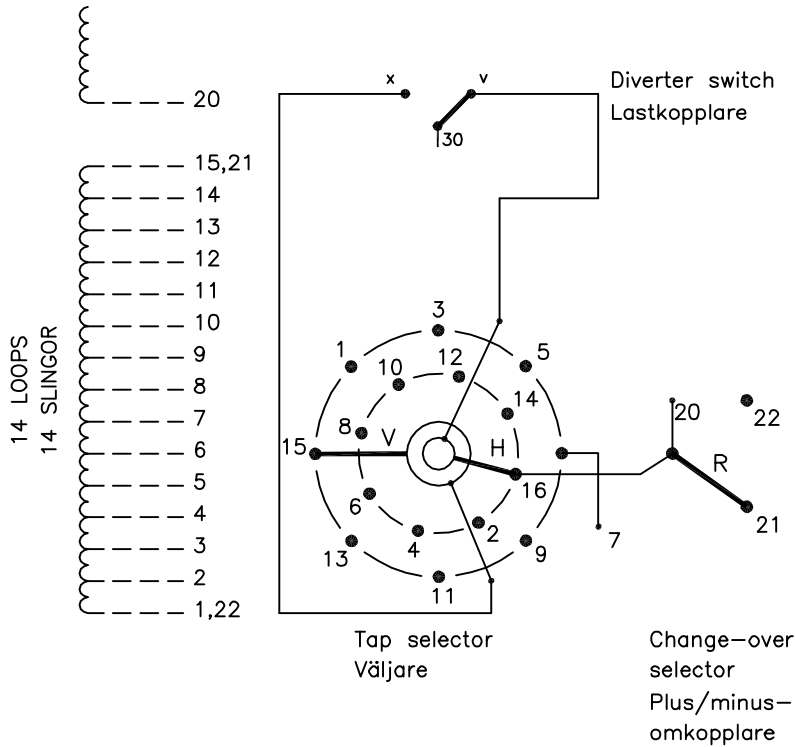 20
15,21
14
13
12
11
10
9
8
7
6
5
4
3
2
1,22
14 LOOPS
14 SLINGOR
x
v
30
Diverter switch
Lastkopplare
3
1
5
10
12
14
8
V
H
15
16
6
4
2
13
9
11
7
20
22
R
21
Tap selector
Väljare
Change-over
selector
Plus/minus-
omkopplare